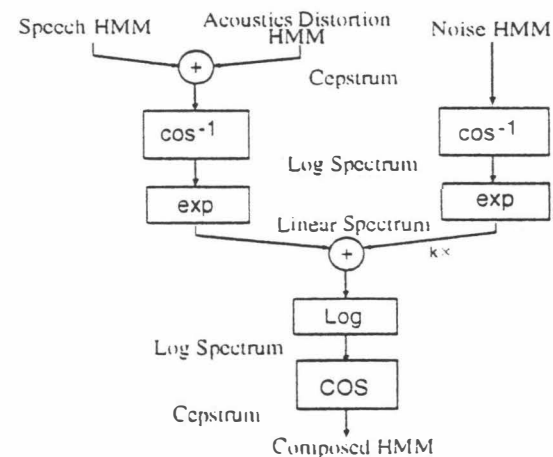 Speech HMM
Acoustics Distortion
HMM
Noise HMM
+
Cepstrum
cos-1
cos-1
Log Spectrum
exp
exp
Linear Spectrum
+
k×
Log
Log Spectrum
cos
Cepstrum
Composed HMM